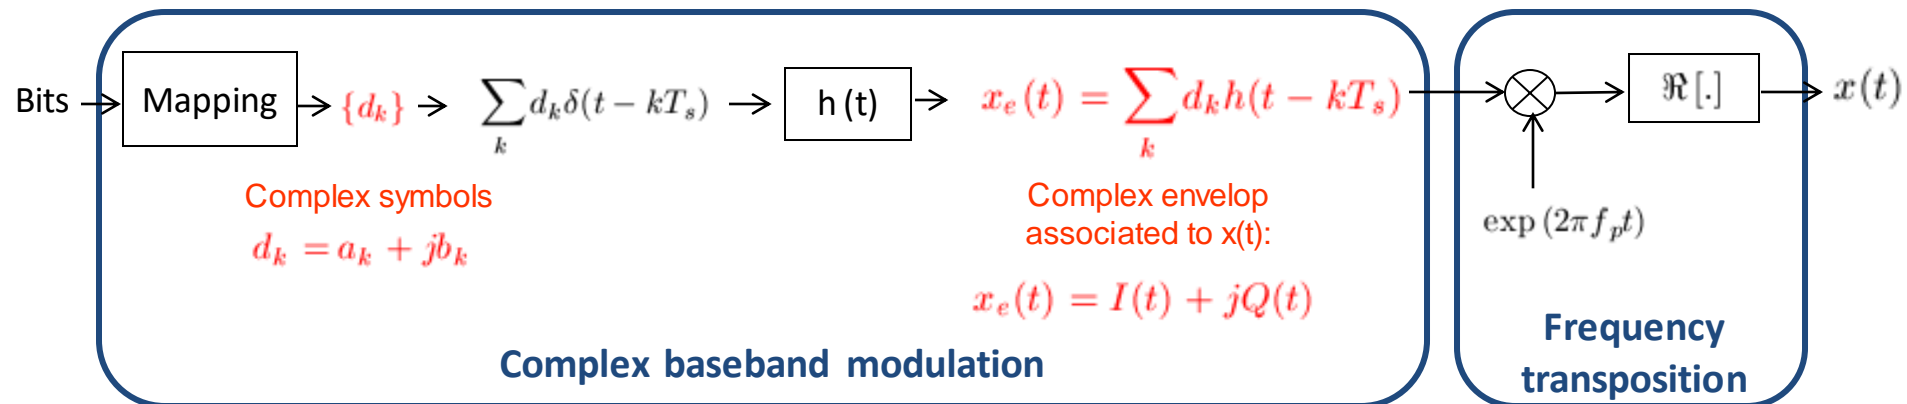 Bits
Mapping
{d_k}
∑_k d_k δ(t − kT_s)
h (t)
x_e(t) = ∑_k d_k h(t − kT_s)
ℜ[.]
x(t)
Complex symbols
d_k = a_k + jb_k
Complex envelop
associated to x(t):
x_e(t) = I(t) + jQ(t)
exp (2πf_p t)
Complex baseband modulation
Frequency
transposition